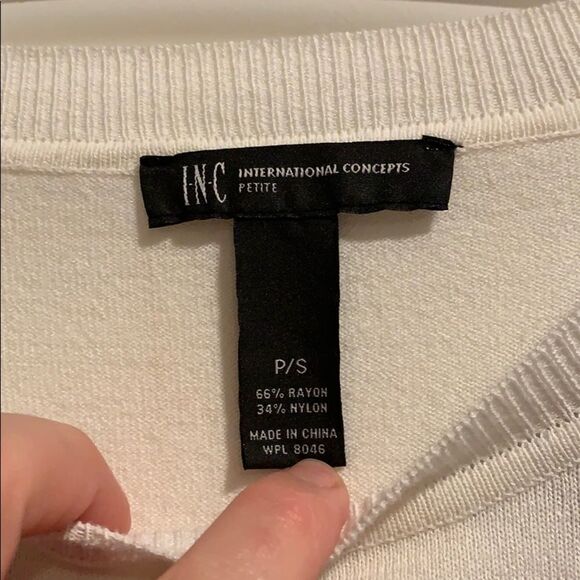 I·N·C INTERNATIONAL CONCEPTS
PETITE
P/S
66% RAYON
34% NYLON
MADE IN CHINA
WPL 8046